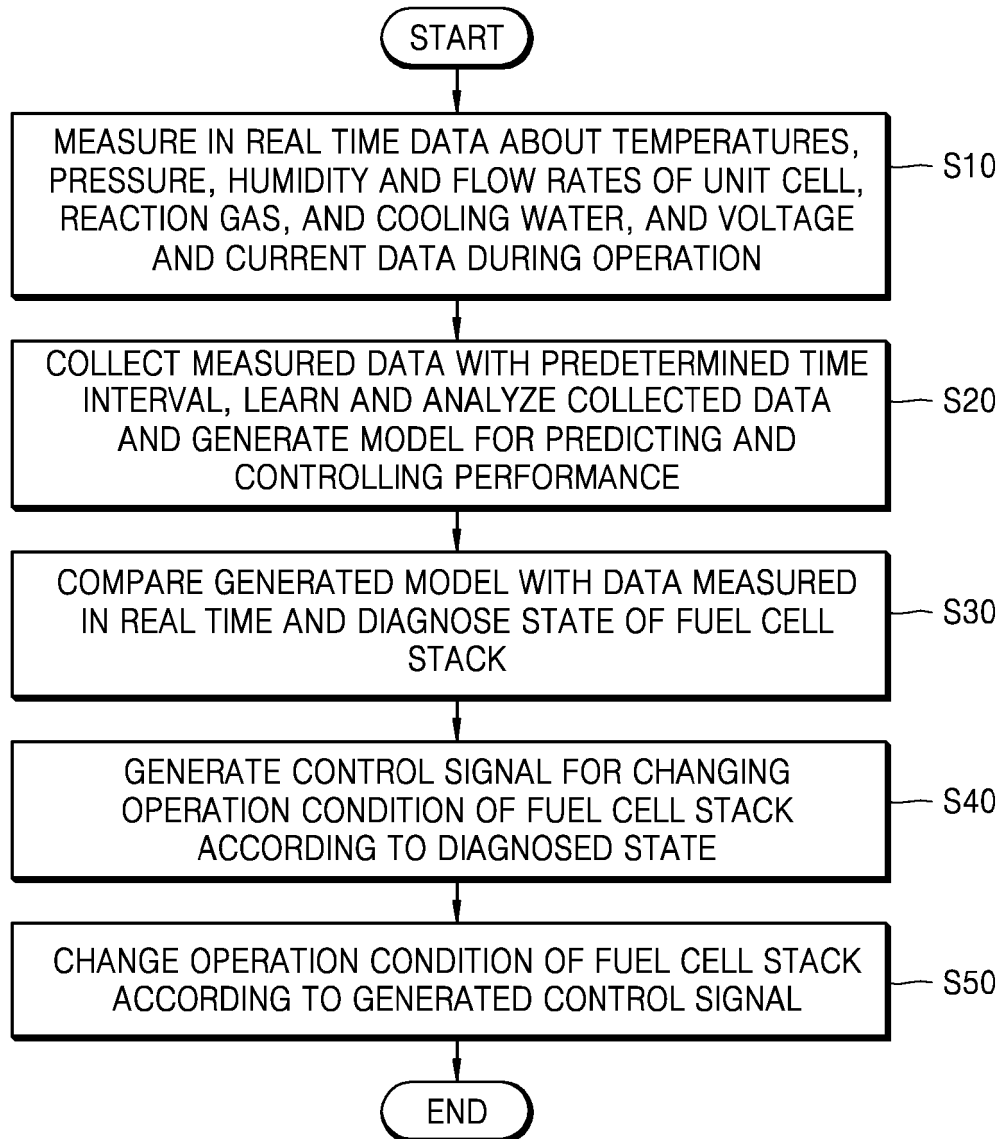 START
MEASURE IN REAL TIME DATA ABOUT TEMPERATURES,
PRESSURE, HUMIDITY AND FLOW RATES OF UNIT CELL,
REACTION GAS, AND COOLING WATER, AND VOLTAGE
AND CURRENT DATA DURING OPERATION
S10
COLLECT MEASURED DATA WITH PREDETERMINED TIME
INTERVAL, LEARN AND ANALYZE COLLECTED DATA
AND GENERATE MODEL FOR PREDICTING AND
CONTROLLING PERFORMANCE
S20
COMPARE GENERATED MODEL WITH DATA MEASURED
IN REAL TIME AND DIAGNOSE STATE OF FUEL CELL
STACK
S30
GENERATE CONTROL SIGNAL FOR CHANGING
OPERATION CONDITION OF FUEL CELL STACK
ACCORDING TO DIAGNOSED STATE
S40
CHANGE OPERATION CONDITION OF FUEL CELL STACK
ACCORDING TO GENERATED CONTROL SIGNAL
S50
END